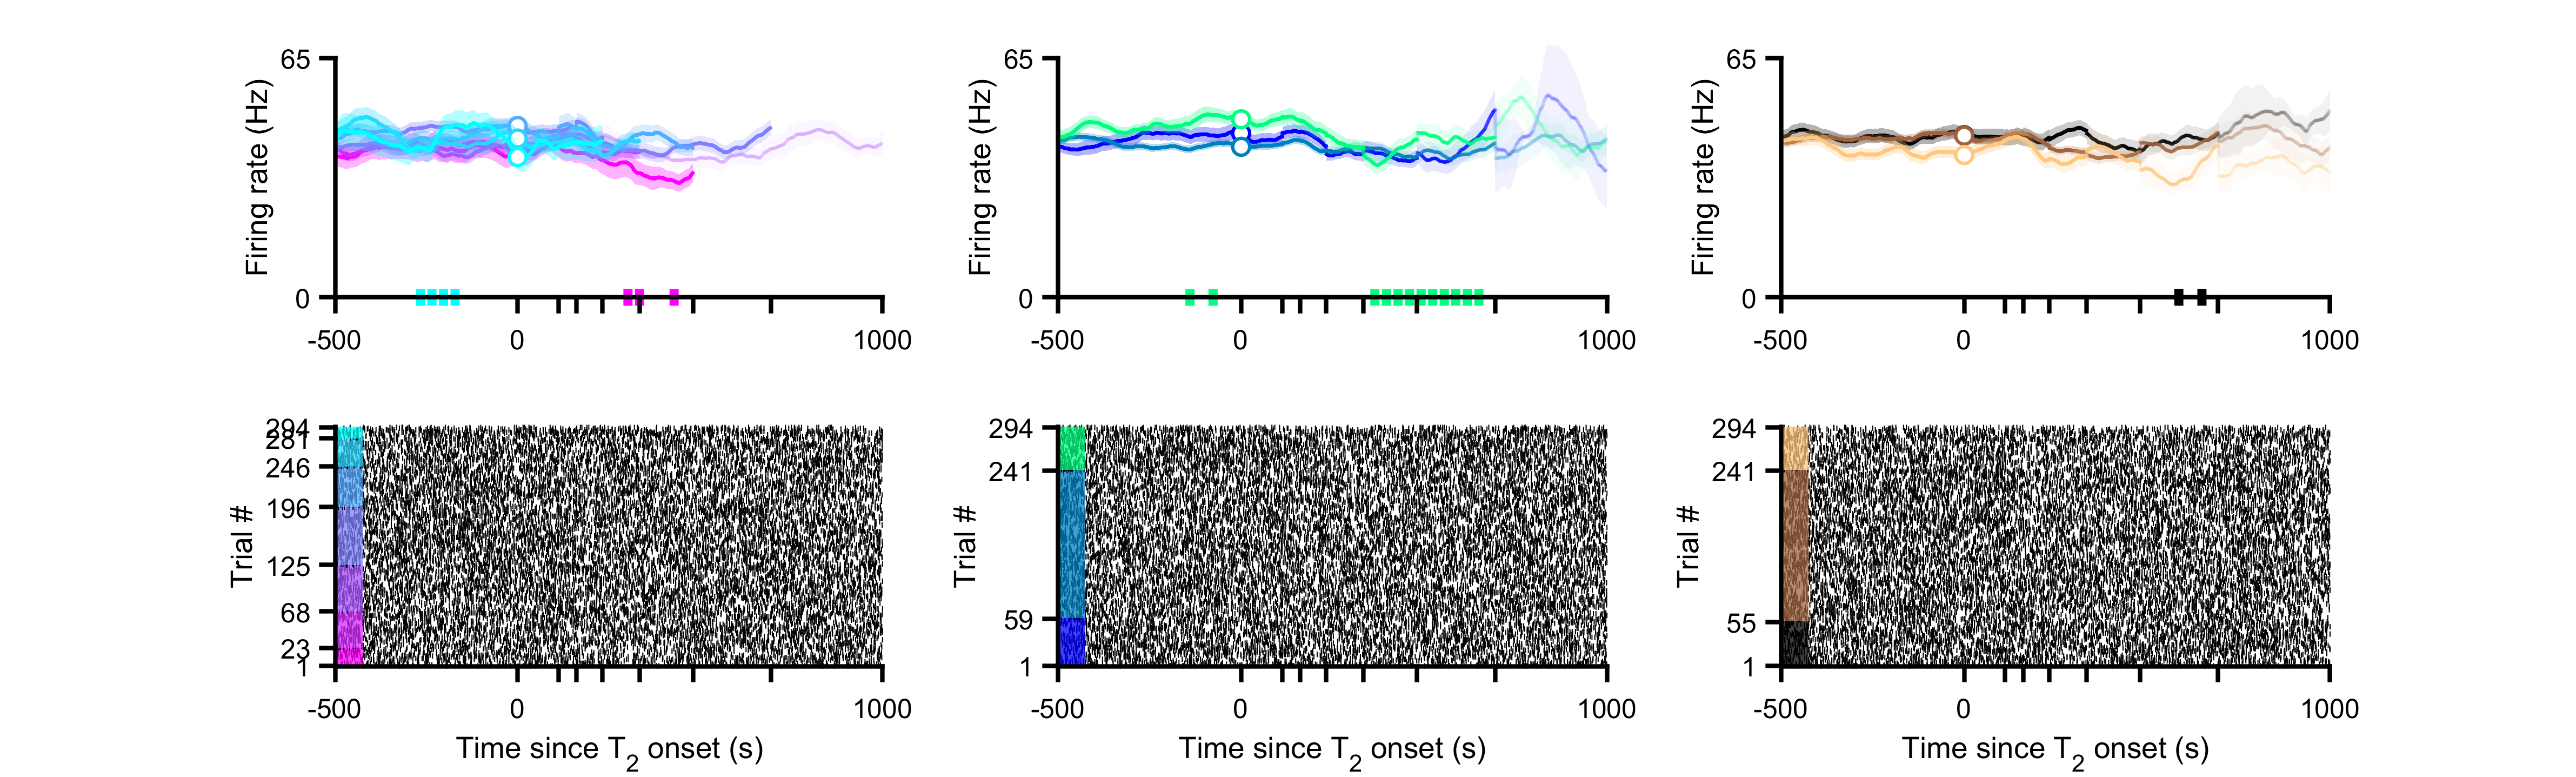 65
Firing rate (Hz)
0
-500 0 1000
65
Firing rate (Hz)
0
-500 0 1000
65
Firing rate (Hz)
0
-500 0 1000
294
281
246
196
125
68
23
1
Trial #
-500 0 1000
Time since T2 onset (s)
294
241
59
1
Trial #
-500 0 1000
Time since T2 onset (s)
294
241
55
1
Trial #
-500 0 1000
Time since T2 onset (s)